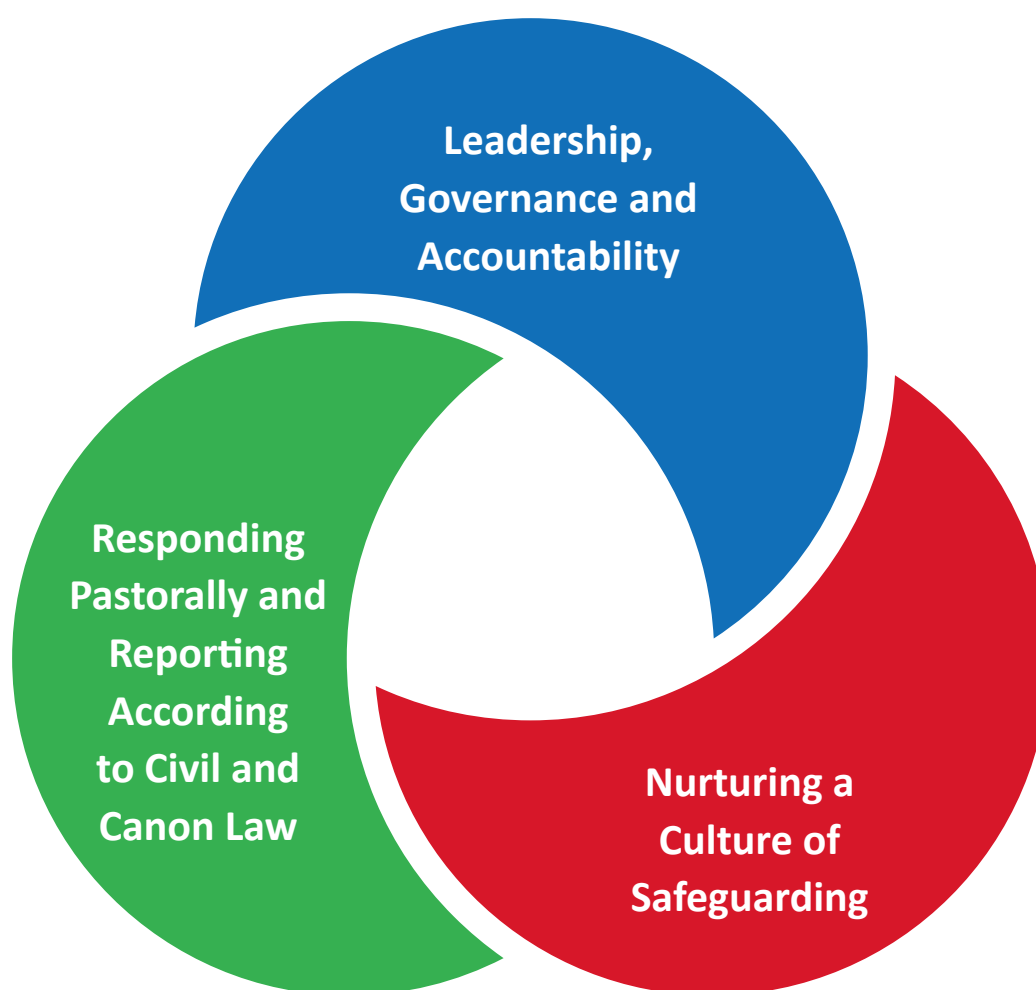 Leadership,
Governance and
Accountability
Responding
Pastorally and
Reporting
According
to Civil and
Canon Law
Nurturing a
Culture of
Safeguarding